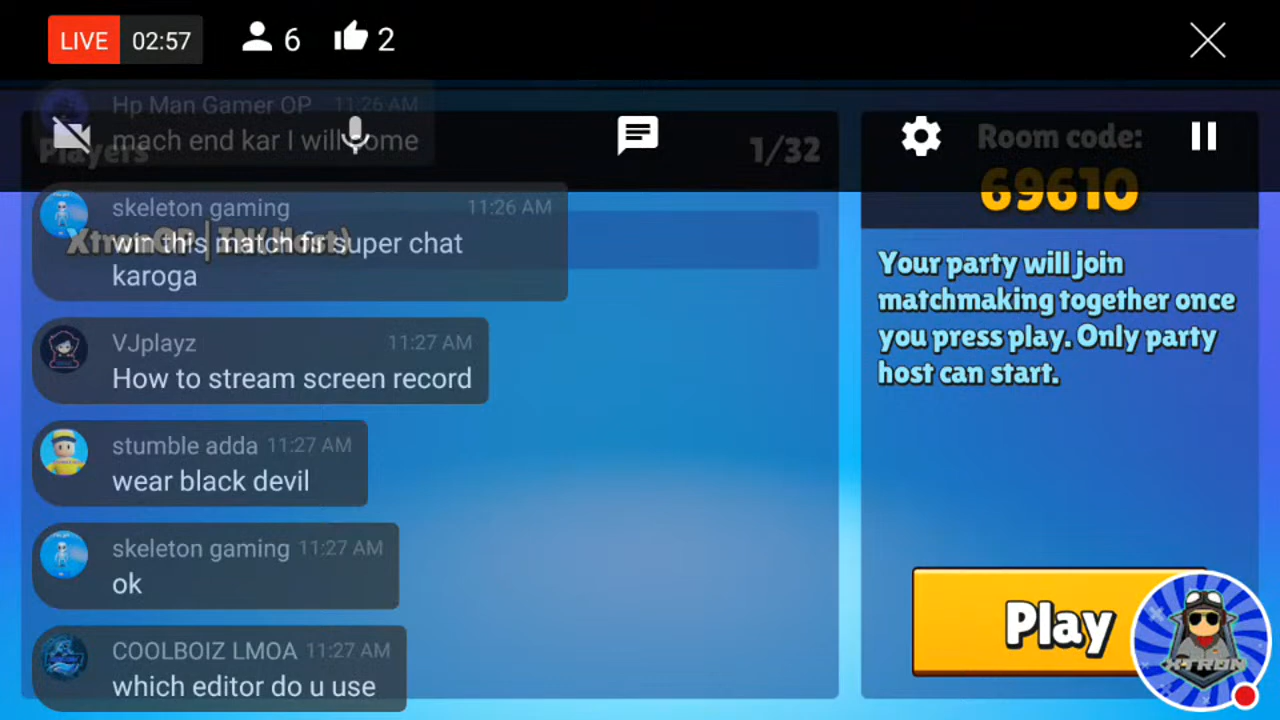 LIVE 02:57 6 2
Hp Man Gamer OP 11:26 AM
mach end kar I will come
Players 1/32
Room code:
69610
skeleton gaming 11:26 AM
win this match fir super chat
karoga
Your party will join
matchmaking together once
you press play. Only party
host can start.
VJplayz 11:27 AM
How to stream screen record
stumble adda 11:27 AM
wear black devil
skeleton gaming 11:27 AM
ok
COOLBOIZ LMOA 11:27 AM
which editor do u use
Play
XTRON